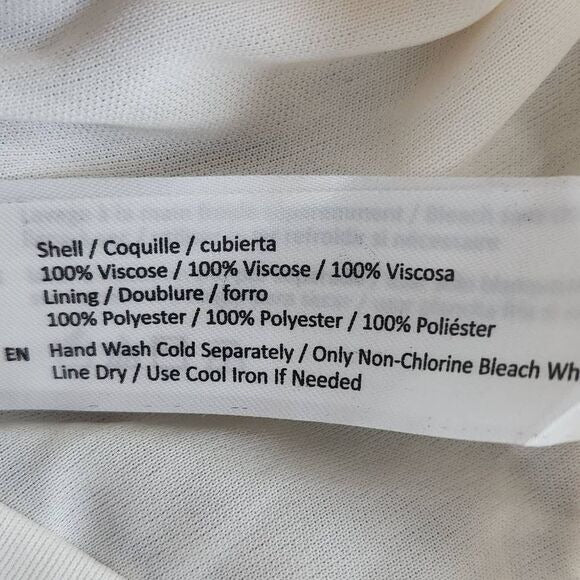 Shell / Coquille / cubierta
100% Viscose / 100% Viscose / 100% Viscosa
Lining / Doublure / forro
100% Polyester / 100% Polyester / 100% Poliéster
EN Hand Wash Cold Separately / Only Non-Chlorine Bleach Wh
Line Dry / Use Cool Iron If Needed